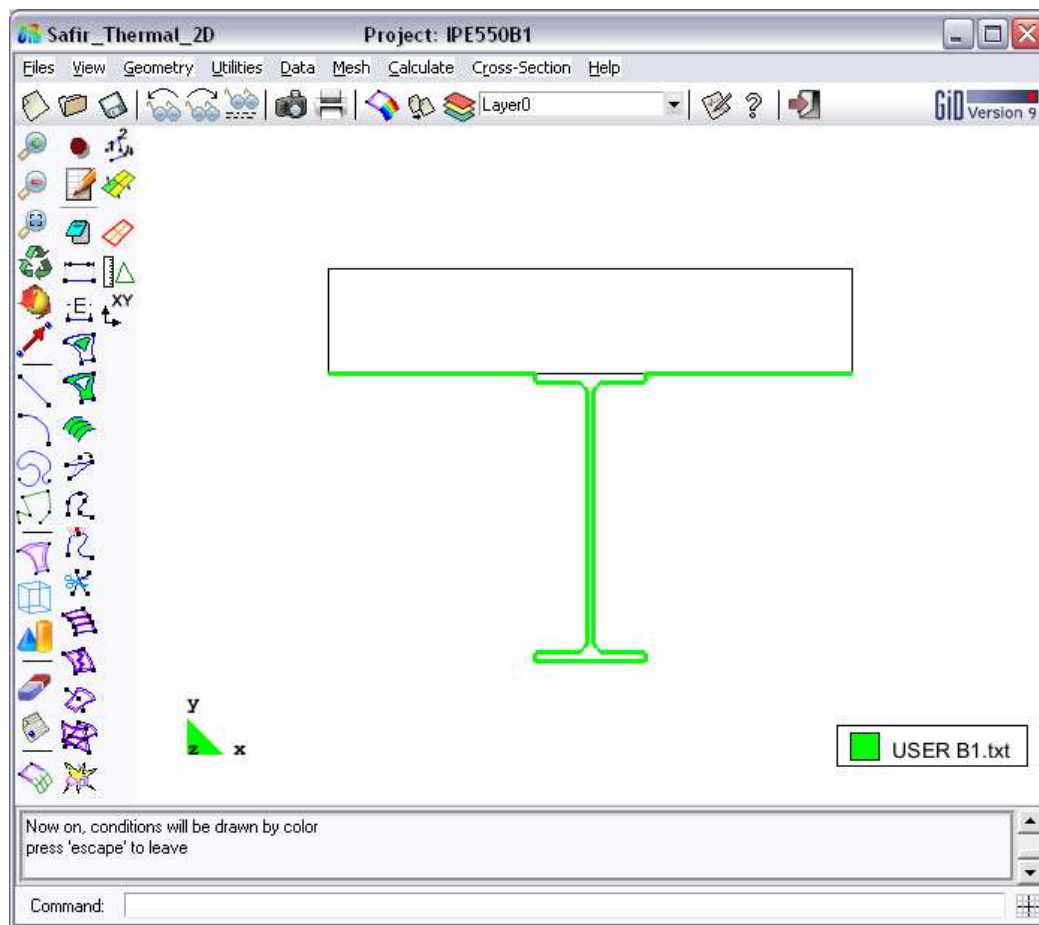 Safir_Thermal_2D Project: IPE550B1
Files View Geometry Utilities Data Mesh Calculate Cross-Section Help
Layer0
GiD Version 9
E
XY
y
z x
USER B1.txt
Now on, conditions will be drawn by color
press 'escape' to leave
Command: